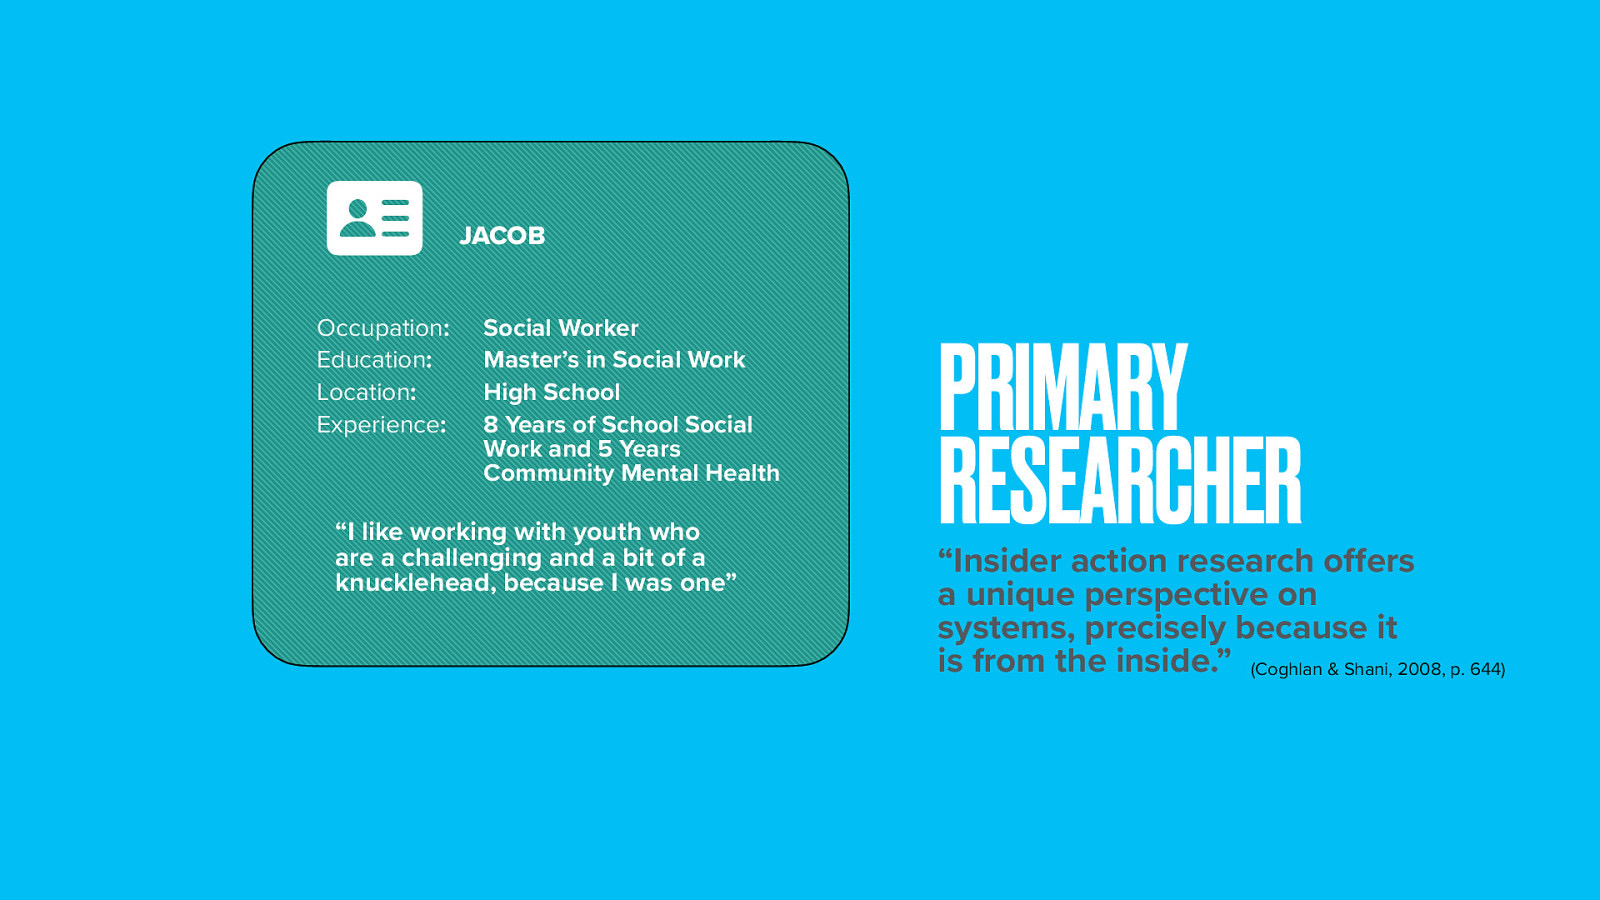 JACOB
Occupation: Social Worker
Education: Master’s in Social Work
Location: High School
Experience: 8 Years of School Social
Work and 5 Years
Community Mental Health
“I like working with youth who
are a challenging and a bit of a
knucklehead, because I was one”
PRIMARY
RESEARCHER
“Insider action research offers
a unique perspective on
systems, precisely because it
is from the inside.” (Coghlan & Shani, 2008, p. 644)